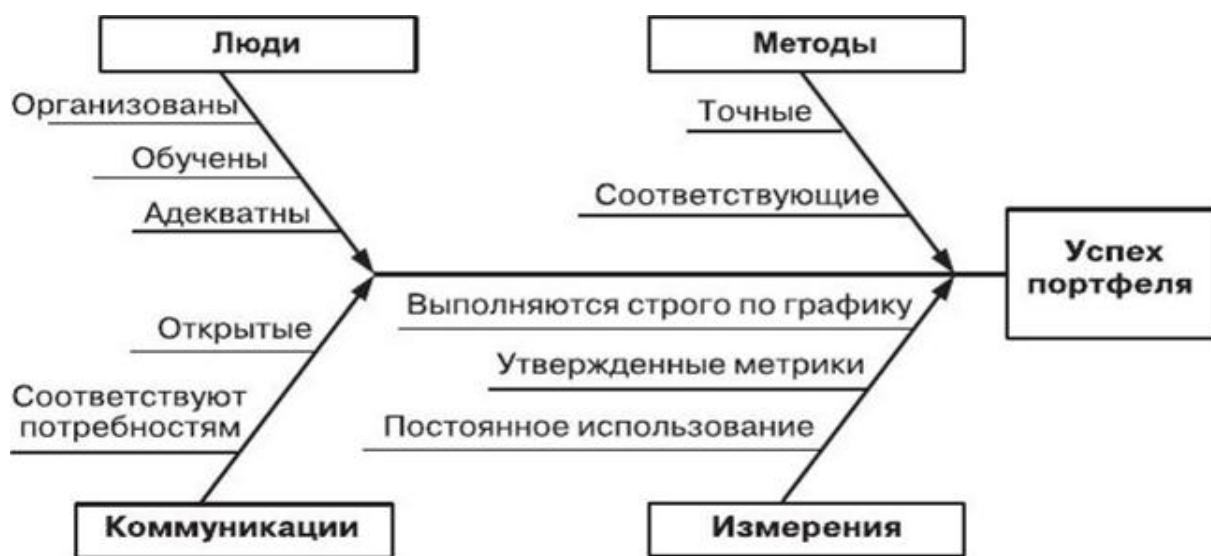 Люди
Методы
Организованы
Обучены
Адекватны
Точные
Соответствующие
Успех
портфеля
Открытые
Соответствуют
потребностям
Выполняются строго по графику
Утвержденные метрики
Постоянное использование
Коммуникации
Измерения